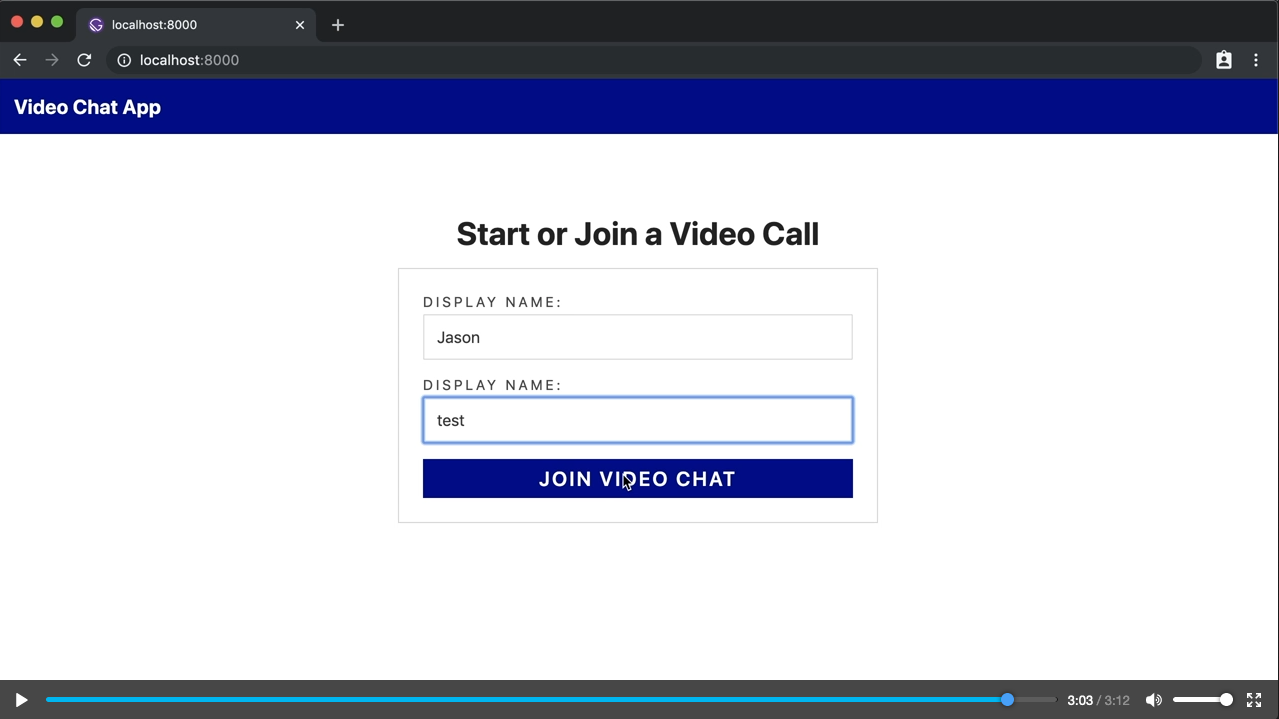 localhost:8000
localhost:8000
Video Chat App
Start or Join a Video Call
DISPLAY NAME:
Jason
DISPLAY NAME:
test
JOIN VIDEO CHAT
3:03 / 3:12